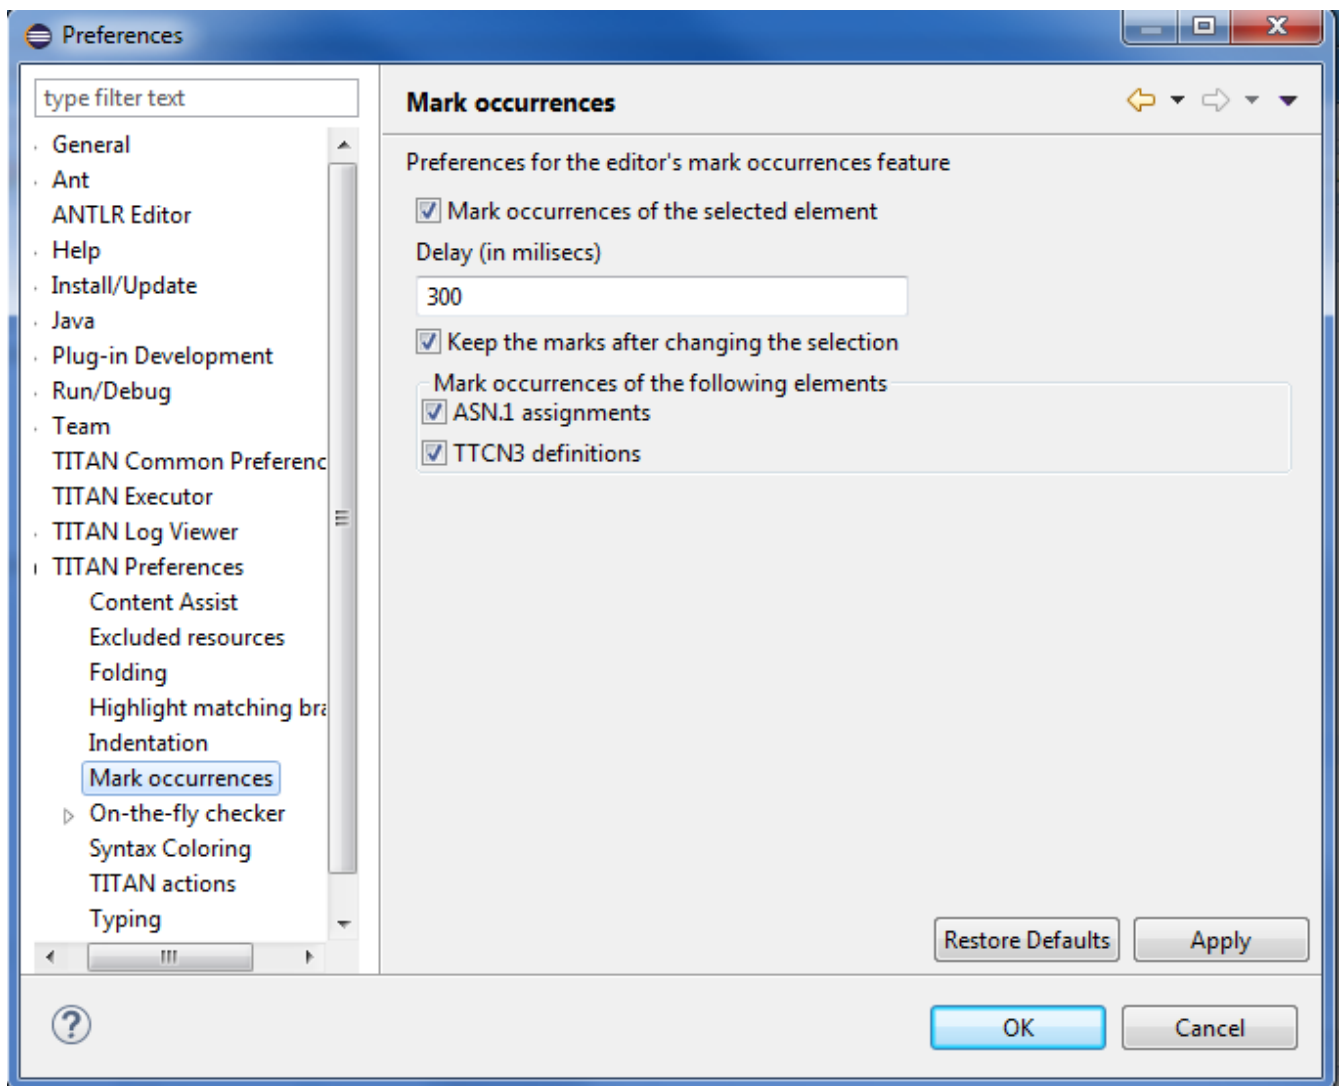 Preferences
type filter text
General
Ant
ANTLR Editor
Help
Install/Update
Java
Plug-in Development
Run/Debug
Team
TITAN Common Preferenc
TITAN Executor
TITAN Log Viewer
TITAN Preferences
Content Assist
Excluded resources
Folding
Highlight matching bra
Indentation
Mark occurrences
On-the-fly checker
Syntax Coloring
TITAN actions
Typing
Mark occurrences
Preferences for the editor's mark occurrences feature
Mark occurrences of the selected element
Delay (in milisecs)
300
Keep the marks after changing the selection
Mark occurrences of the following elements
ASN.1 assignments
TTCN3 definitions
Restore Defaults
Apply
OK
Cancel